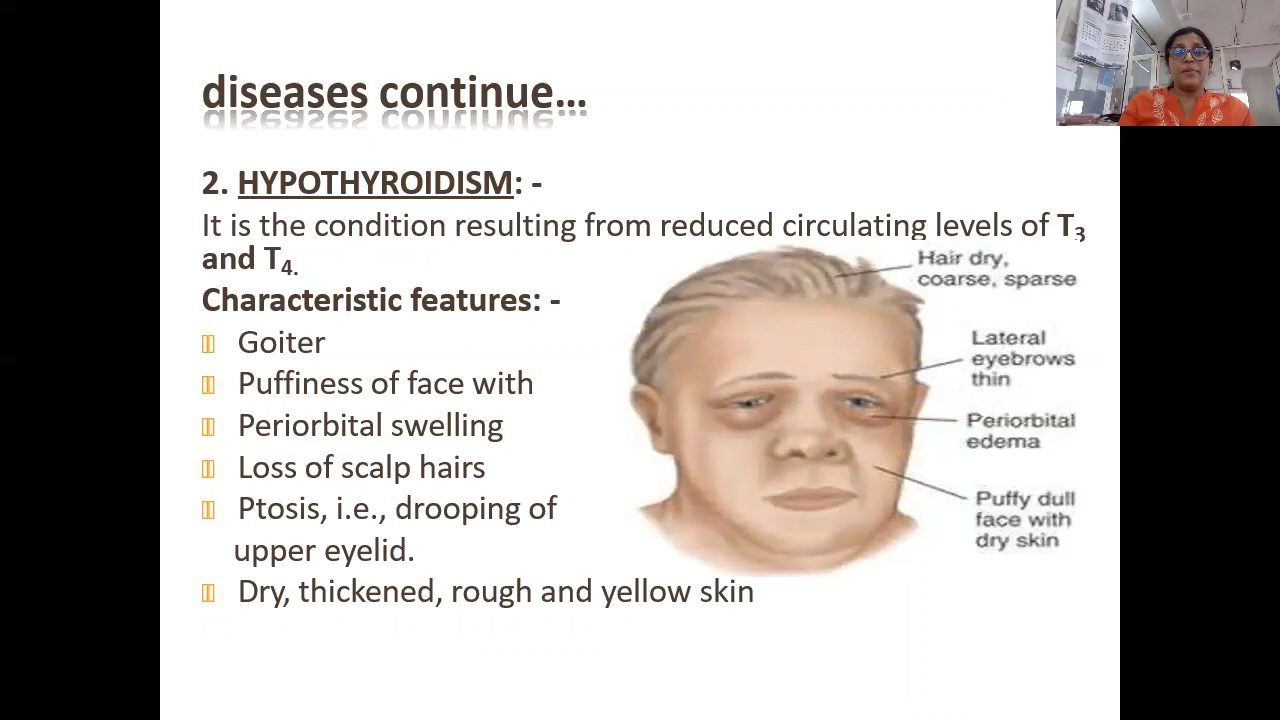 diseases continue...
2. HYPOTHYROIDISM: -
It is the condition resulting from reduced circulating levels of T3
and T4.
Characteristic features: -
Goiter
Puffiness of face with
Periorbital swelling
Loss of scalp hairs
Ptosis, i.e., drooping of
upper eyelid.
Dry, thickened, rough and yellow skin
Hair dry,
coarse, sparse
Lateral
eyebrows
thin
Periorbital
edema
Puffy dull
face with
dry skin